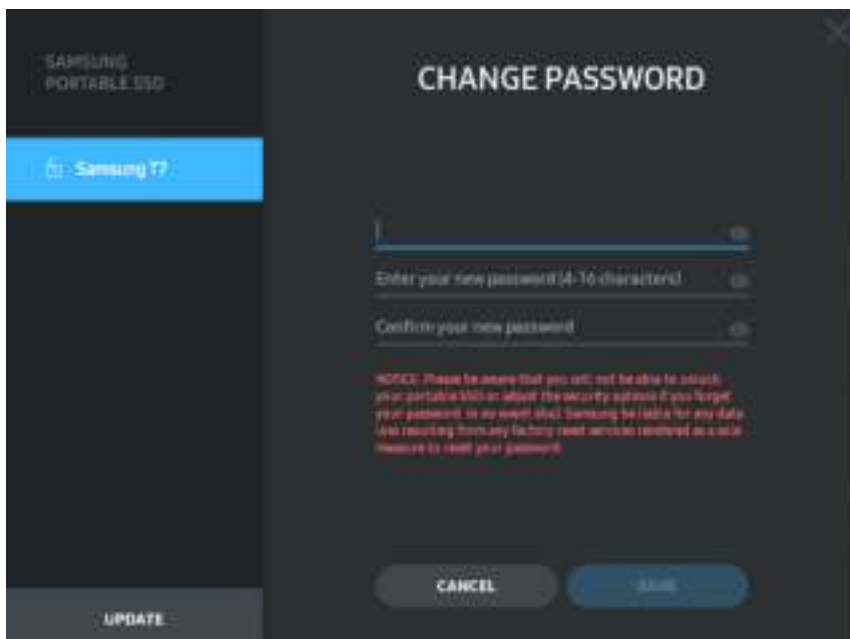 SAMSUNG
PORTABLE SSD
CHANGE PASSWORD
Samsung T7
Enter your new password (4-16 characters)
Confirm your new password
NOTICE: Please be aware that you will not be able to unlock
your portable SSD or adjust the security options if you forget
your password. In no event shall Samsung be liable for any data
loss resulting from any factory reset services rendered as a sole
measure to reset your password.
CANCEL
SAVE
UPDATE